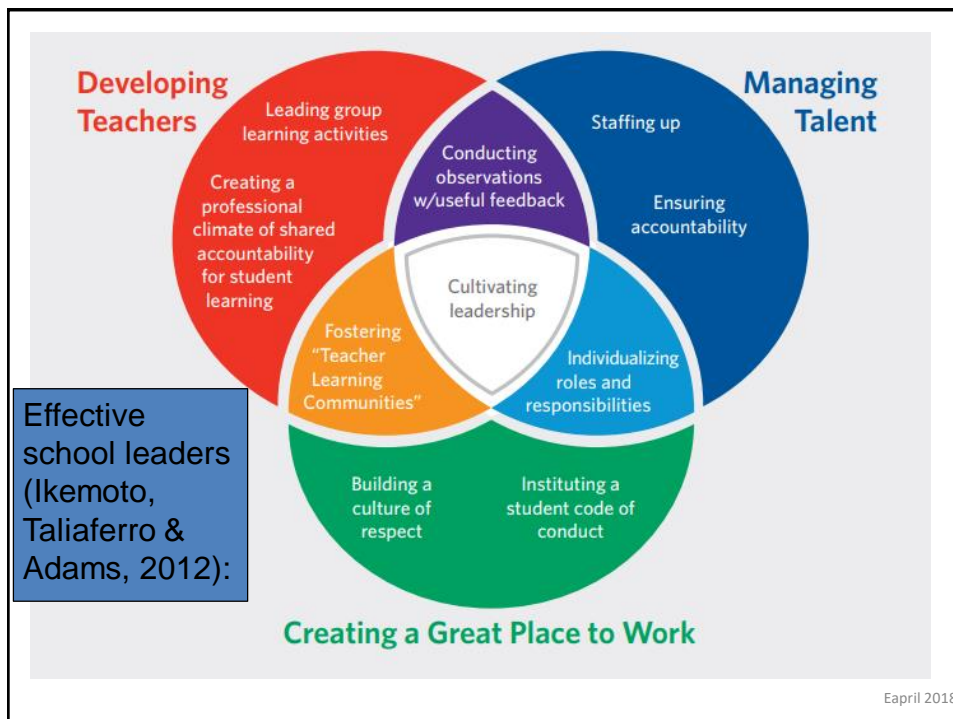 Developing
Teachers
Managing
Talent
Leading group
learning activities
Creating a
professional
climate of shared
accountability
for student
learning
Conducting
observations
w/useful feedback
Staffing up
Ensuring
accountability
Cultivating
leadership
Fostering
“Teacher
Learning
Communities”
Individualizing
roles and
responsibilities
Effective
school leaders
(Ikemoto,
Taliaferro &
Adams, 2012):
Building a
culture of
respect
Instituting a
student code of
conduct
Creating a Great Place to Work
Eapril 2018